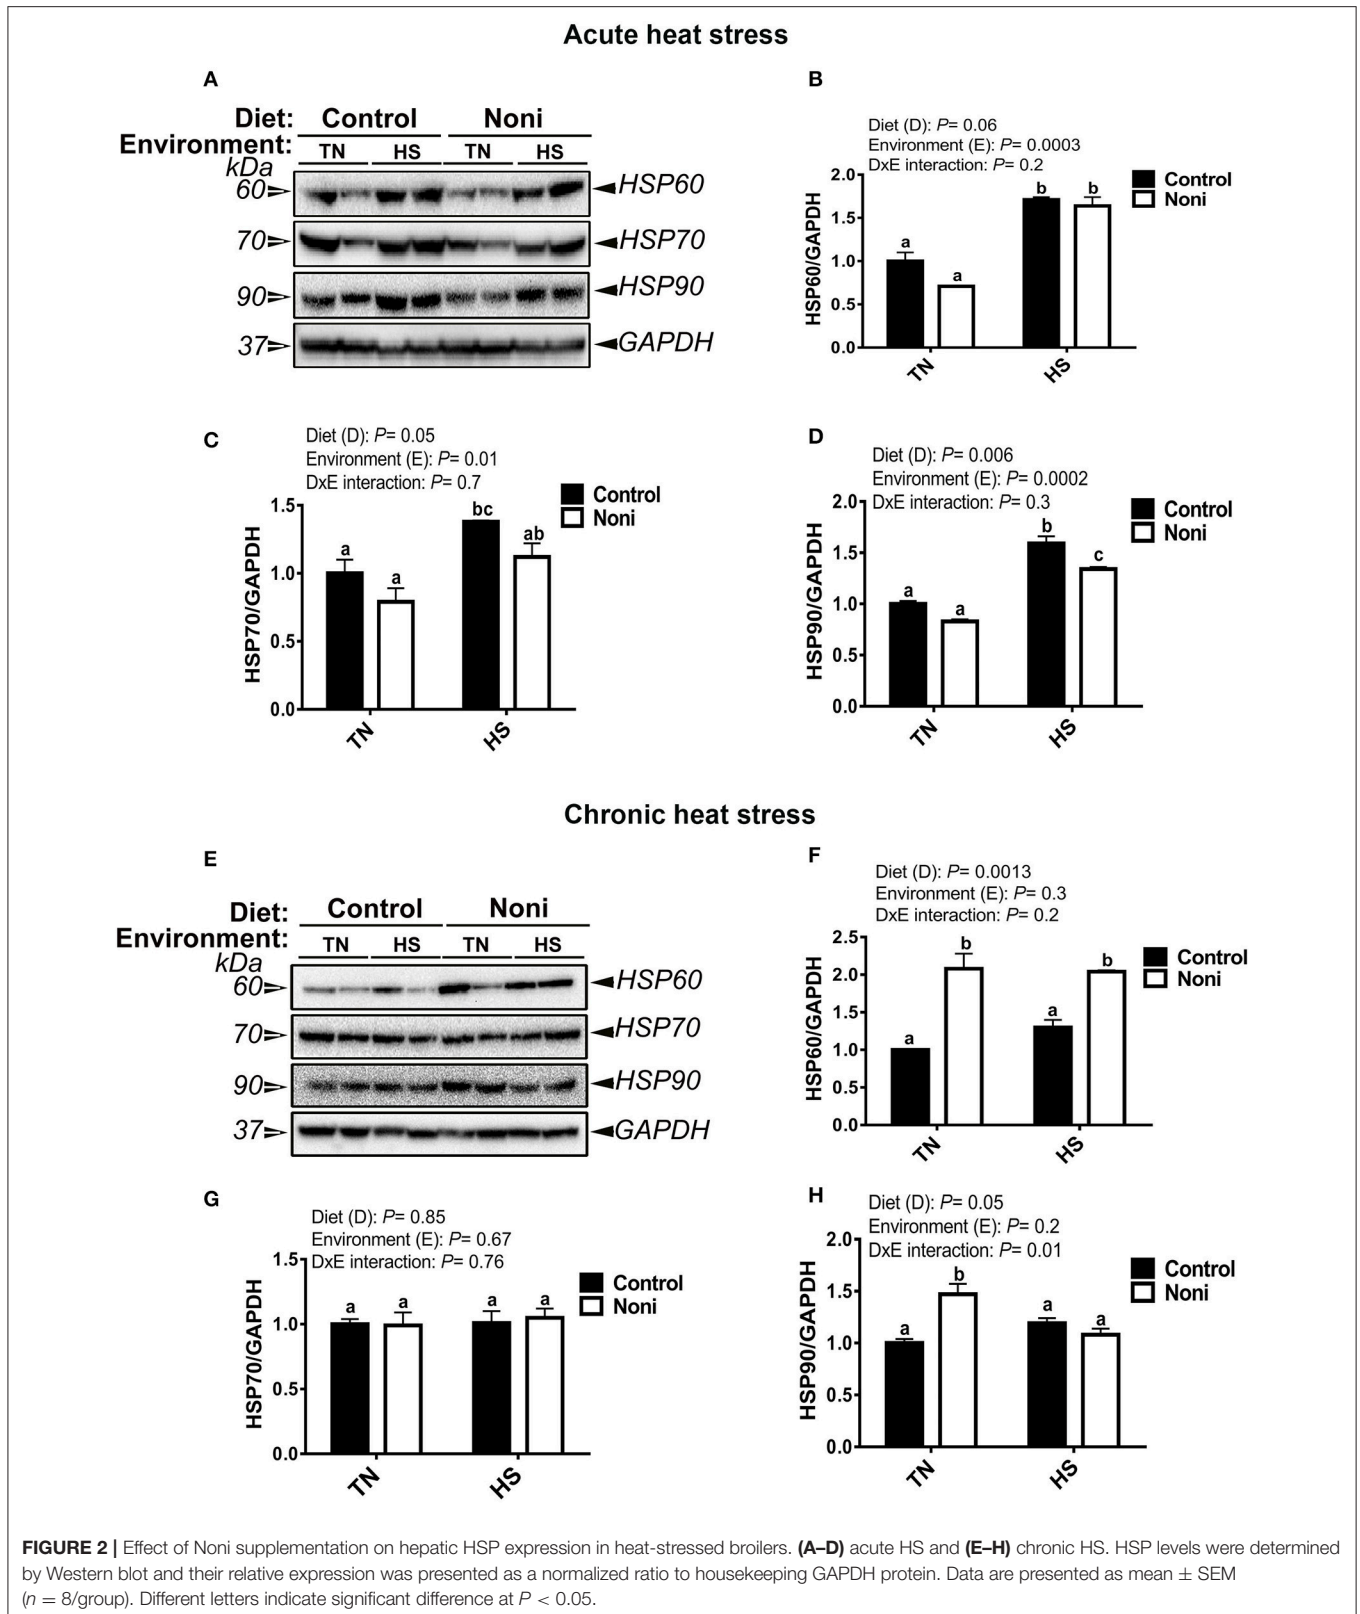 Acute heat stress
A
Diet: Control Noni
Environment: TN HS TN HS
kDa
60 HSP60
70 HSP70
90 HSP90
37 GAPDH
B
Diet (D): P= 0.06
Environment (E): P= 0.0003
DxE interaction: P= 0.2
Control
Noni
HSP60/GAPDH
2.0
1.5
1.0
0.5
0.0
a a b b
TN HS
C
Diet (D): P= 0.05
Environment (E): P= 0.01
DxE interaction: P= 0.7
Control
Noni
HSP70/GAPDH
1.5
1.0
0.5
0.0
a a bc ab
TN HS
D
Diet (D): P= 0.006
Environment (E): P= 0.0002
DxE interaction: P= 0.3
Control
Noni
HSP90/GAPDH
2.0
1.5
1.0
0.5
0.0
a a b c
TN HS
Chronic heat stress
E
Diet: Control Noni
Environment: TN HS TN HS
kDa
60 HSP60
70 HSP70
90 HSP90
37 GAPDH
F
Diet (D): P= 0.0013
Environment (E): P= 0.3
DxE interaction: P= 0.2
Control
Noni
HSP60/GAPDH
2.5
2.0
1.5
1.0
0.5
0.0
a b a b
TN HS
G
Diet (D): P= 0.85
Environment (E): P= 0.67
DxE interaction: P= 0.76
Control
Noni
HSP70/GAPDH
1.5
1.0
0.5
0.0
a a a a
TN HS
H
Diet (D): P= 0.05
Environment (E): P= 0.2
DxE interaction: P= 0.01
Control
Noni
HSP90/GAPDH
2.0
1.5
1.0
0.5
0.0
a b a a
TN HS
FIGURE 2 | Effect of Noni supplementation on hepatic HSP expression in heat-stressed broilers. (A–D) acute HS and (E–H) chronic HS. HSP levels were determined
by Western blot and their relative expression was presented as a normalized ratio to housekeeping GAPDH protein. Data are presented as mean ± SEM
(n = 8/group). Different letters indicate significant difference at P < 0.05.